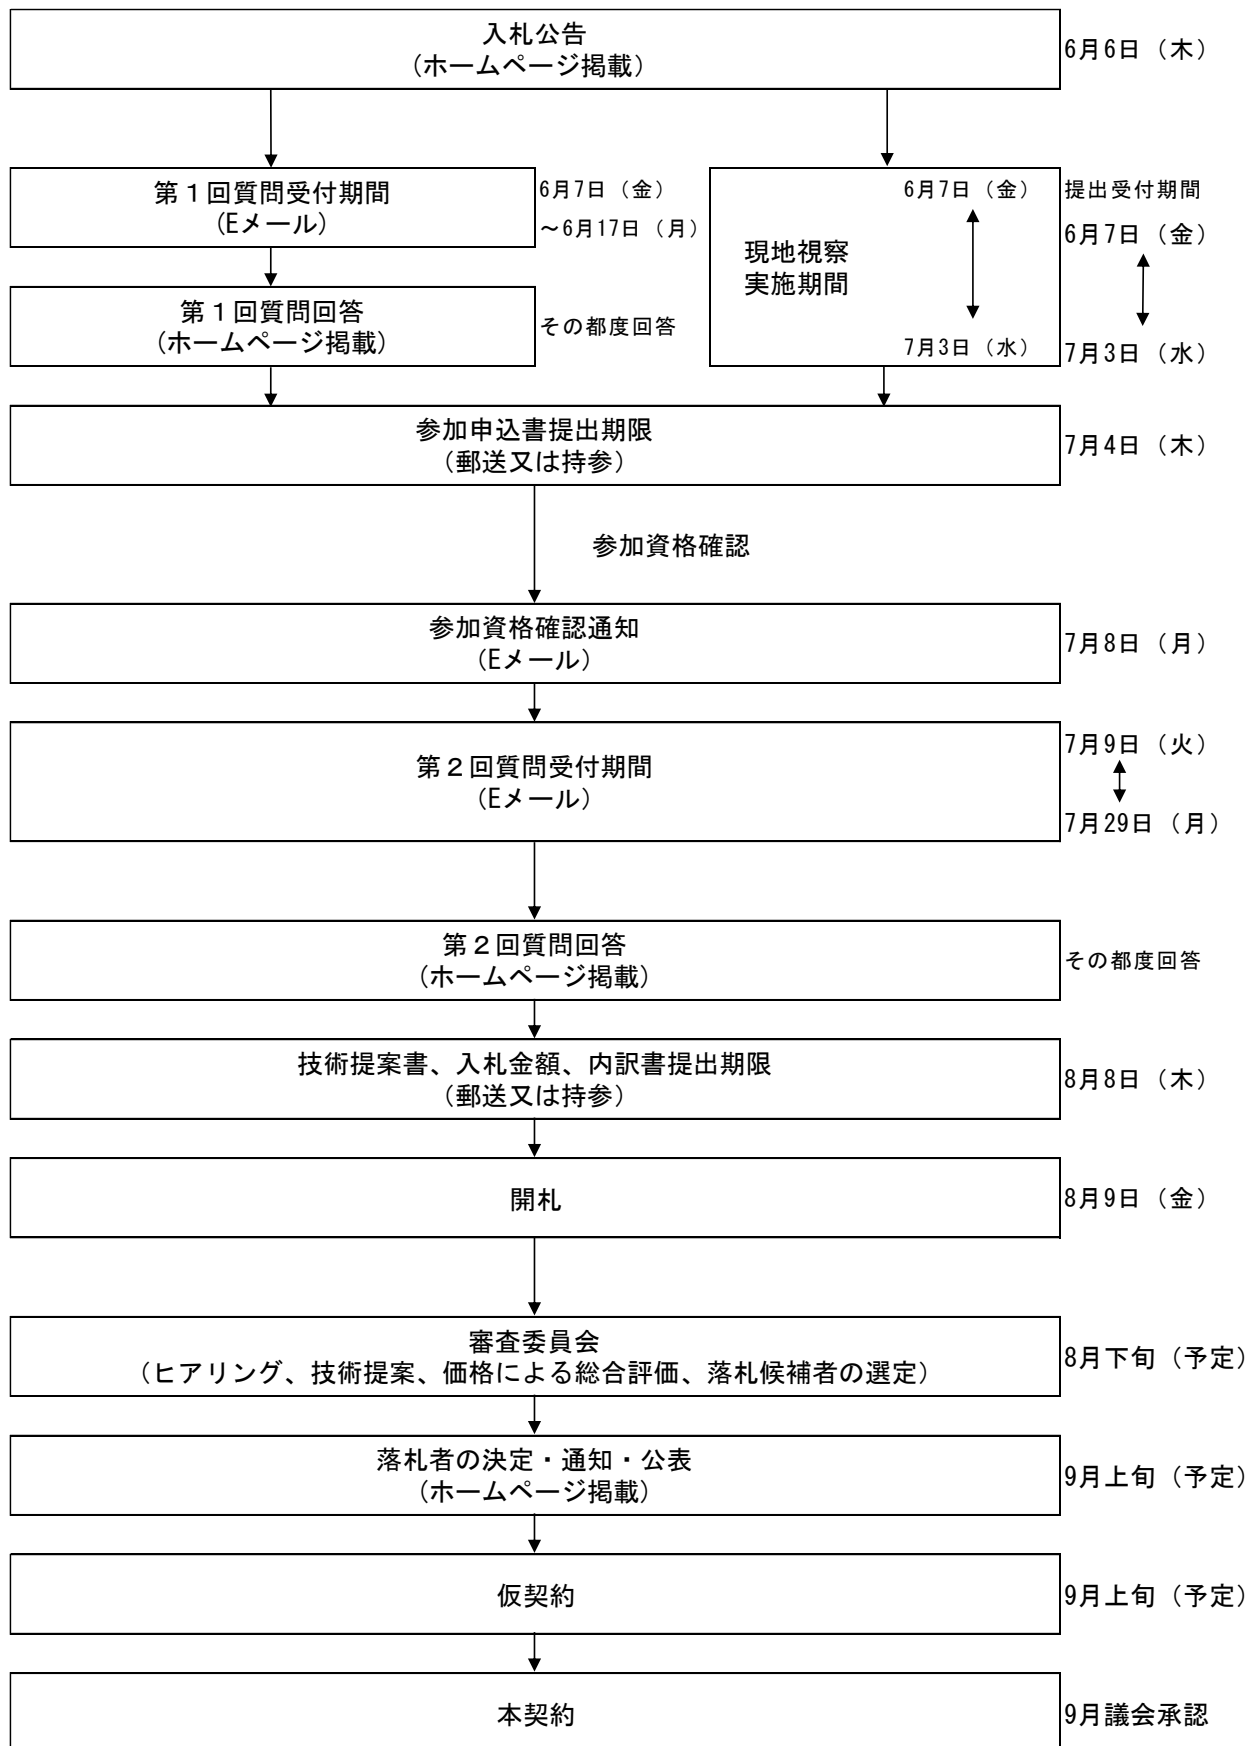 入札公告
（ホームページ掲載）
6月6日（木）
第１回質問受付期間
（Eメール）
6月7日（金）
～6月17日（月）
第１回質問回答
（ホームページ掲載）
その都度回答
現地視察
実施期間
6月7日（金）
7月3日（水）
提出受付期間
6月7日（金）
7月3日（水）
参加申込書提出期限
（郵送又は持参）
7月4日（木）
参加資格確認
参加資格確認通知
（Eメール）
7月8日（月）
第２回質問受付期間
（Eメール）
7月9日（火）
7月29日（月）
第２回質問回答
（ホームページ掲載）
その都度回答
技術提案書、入札金額、内訳書提出期限
（郵送又は持参）
8月8日（木）
開札
8月9日（金）
審査委員会
（ヒアリング、技術提案、価格による総合評価、落札候補者の選定）
8月下旬（予定）
落札者の決定・通知・公表
（ホームページ掲載）
9月上旬（予定）
仮契約
9月上旬（予定）
本契約
9月議会承認